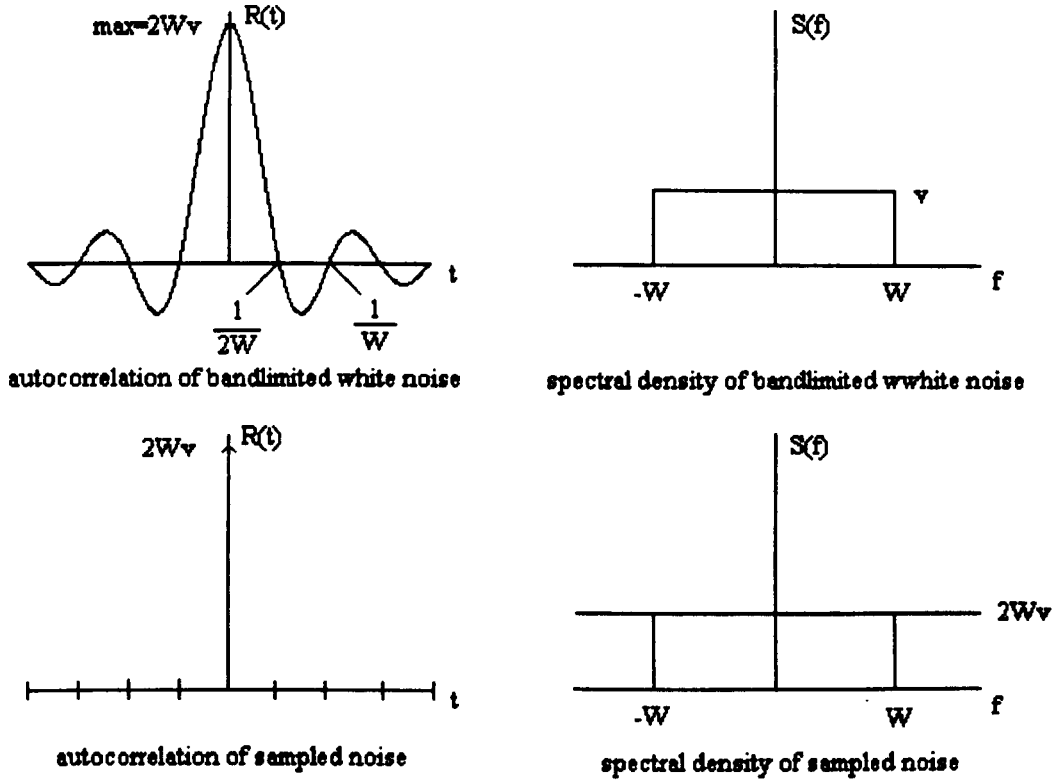 max=2Wv
R(t)
t
1
2W
1
W
autocorrelation of bandlimited white noise
S(f)
v
-W
W
f
spectral density of bandlimited wwhite noise
2Wv
R(t)
t
autocorrelation of sampled noise
S(f)
2Wv
-W
W
f
spectral density of sampled noise